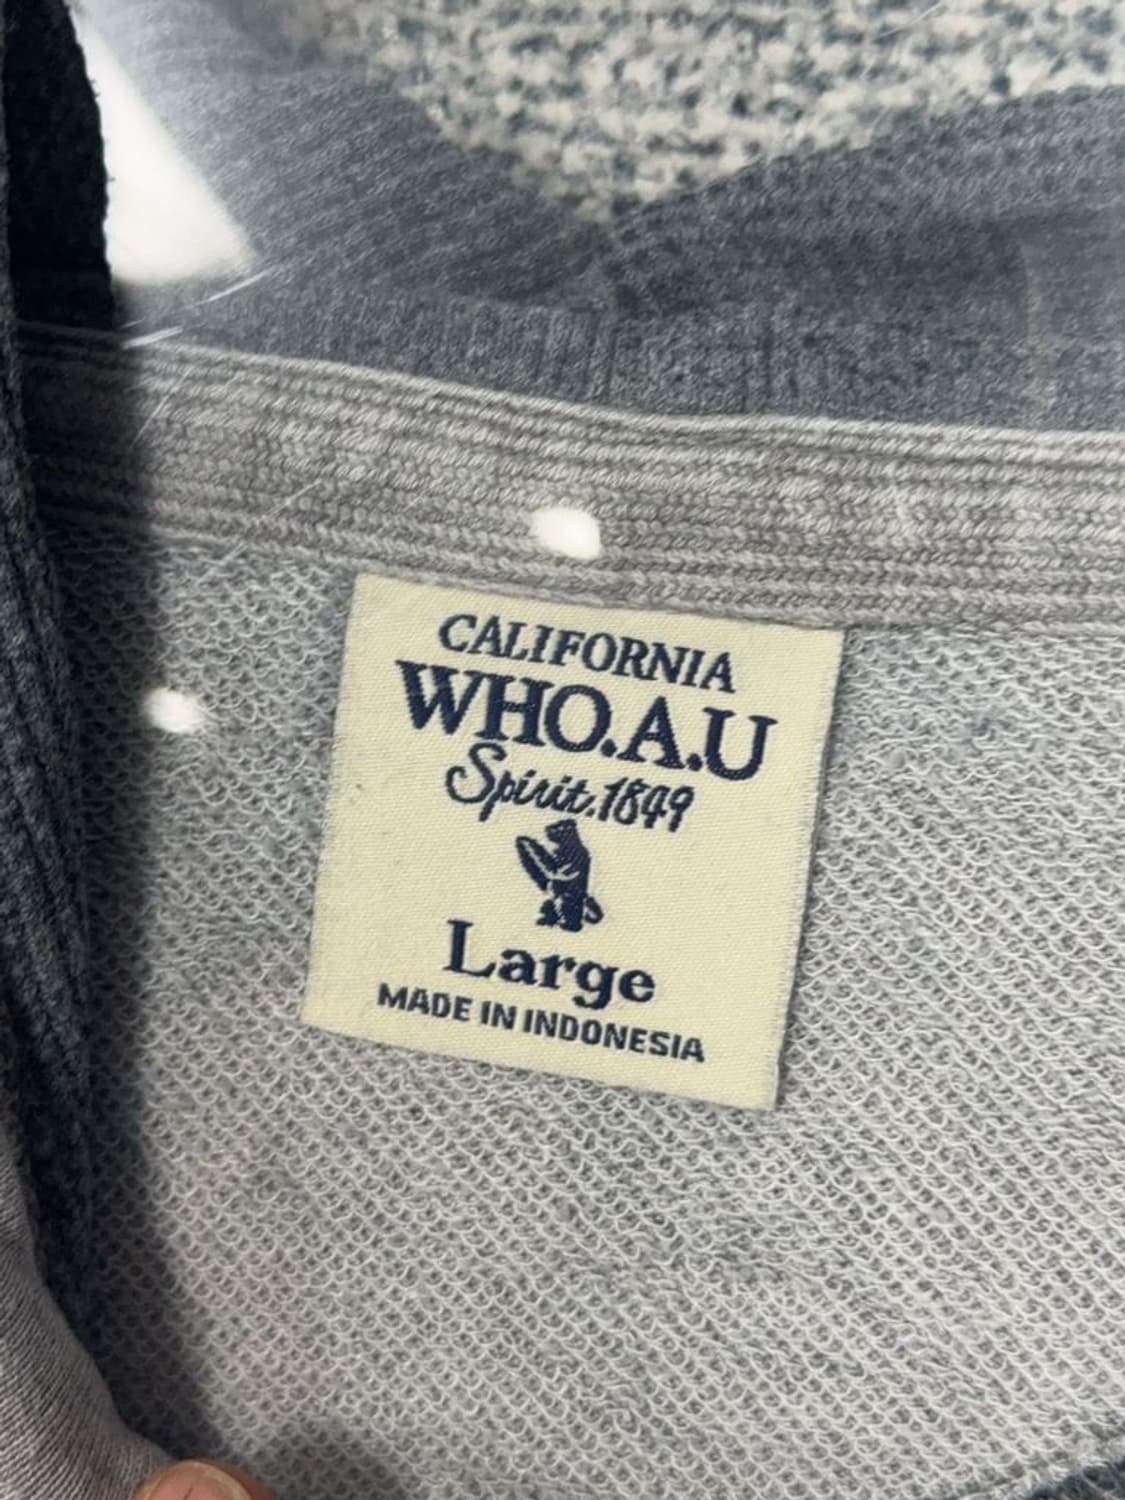 CALIFORNIA
WHO.A.U
Spirit.1849
Large
MADE IN INDONESIA